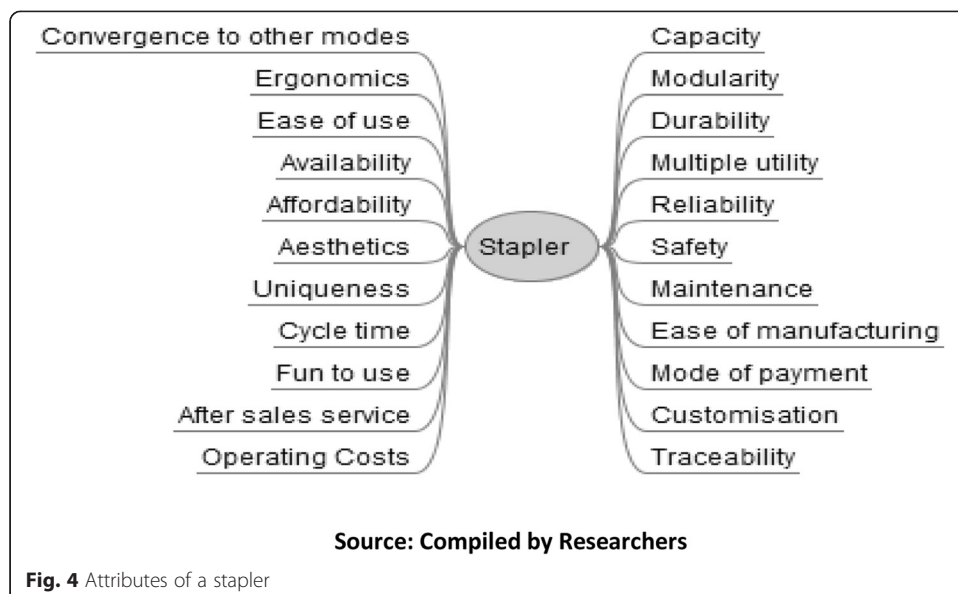 Convergence to other modes
Ergonomics
Ease of use
Availability
Affordability
Aesthetics
Uniqueness
Cycle time
Fun to use
After sales service
Operating Costs
Stapler
Capacity
Modularity
Durability
Multiple utility
Reliability
Safety
Maintenance
Ease of manufacturing
Mode of payment
Customisation
Traceability
Source: Compiled by Researchers
Fig. 4 Attributes of a stapler